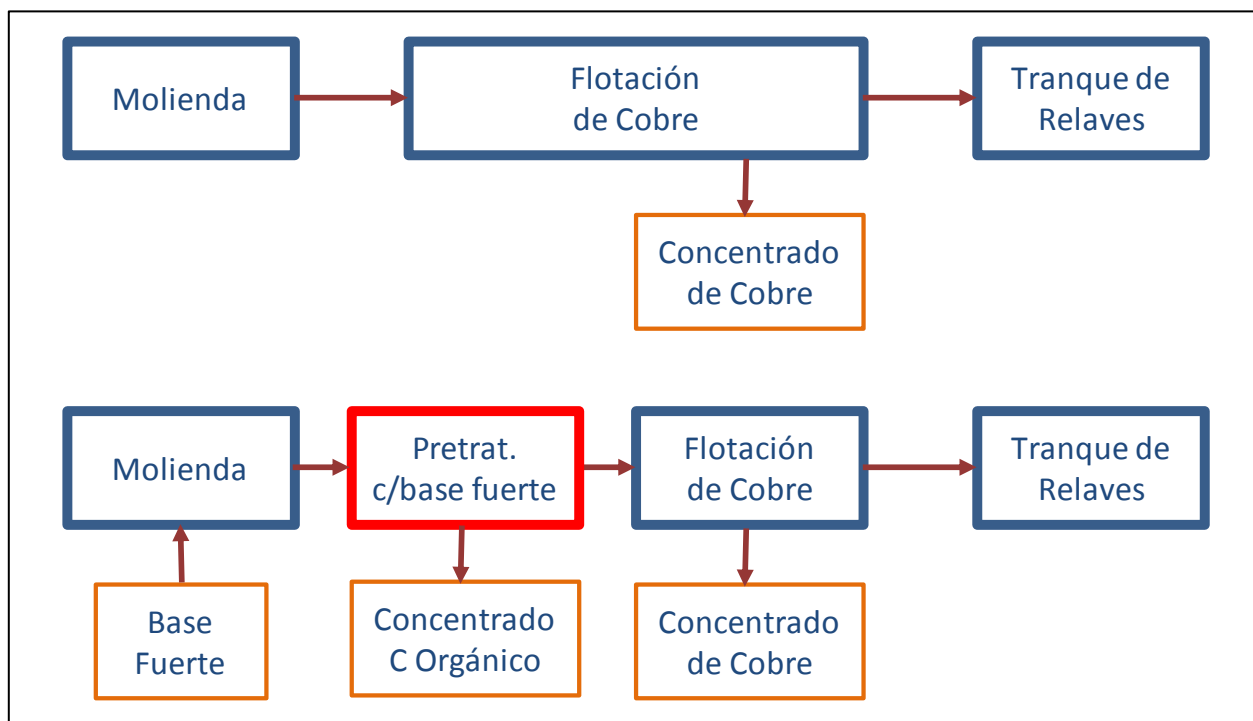 Molienda
Flotación
de Cobre
Tranque de
Relaves
Concentrado
de Cobre
Molienda
Pretrat.
c/base fuerte
Flotación
de Cobre
Tranque de
Relaves
Base
Fuerte
Concentrado
C Orgánico
Concentrado
de Cobre